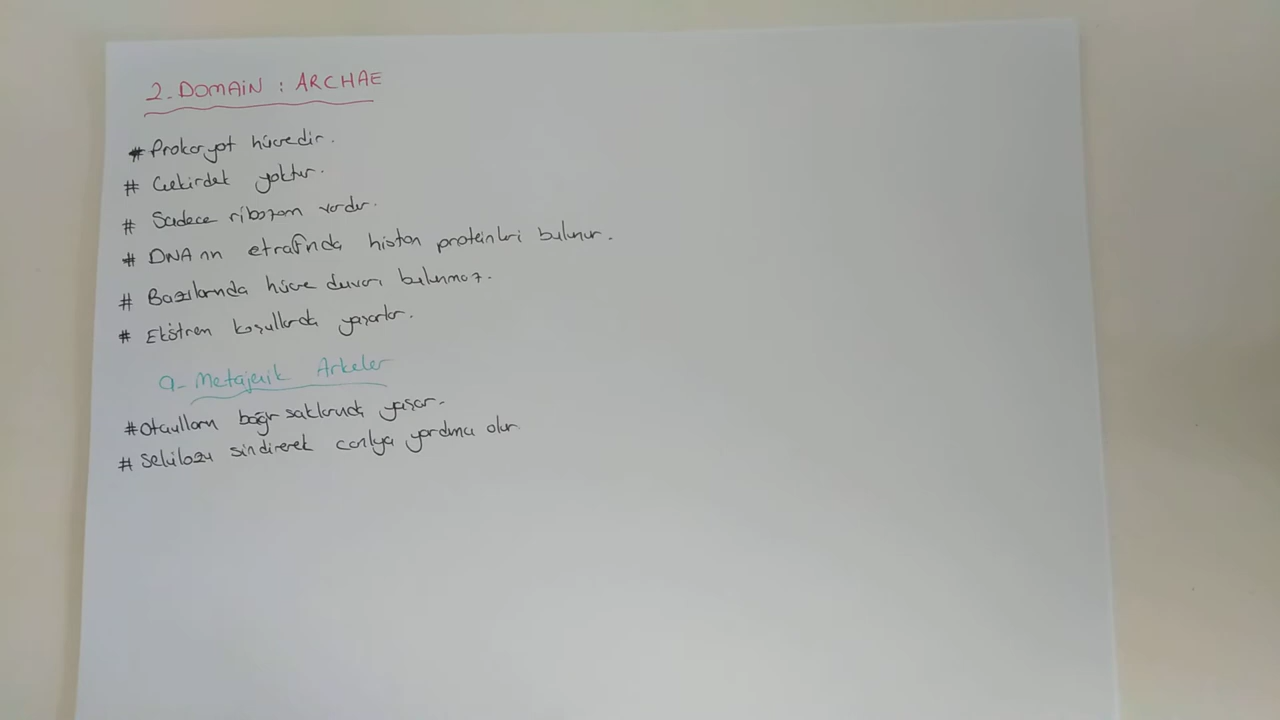 2. DOMAİN : ARCHAE
# Prokaryot hücredir.
# Çekirdek yoktur.
# Sadece ribozom vardır.
# DNA nın etrafında histon proteinleri bulunur.
# Bazılarında hücre duvarı bulunmaz.
# Ekstrem koşullarda yaşarlar.
a- Metajenik Arkeler
# Otçulların bağırsaklarında yaşar.
# Selülozu sindirerek canlıya yardımcı olur